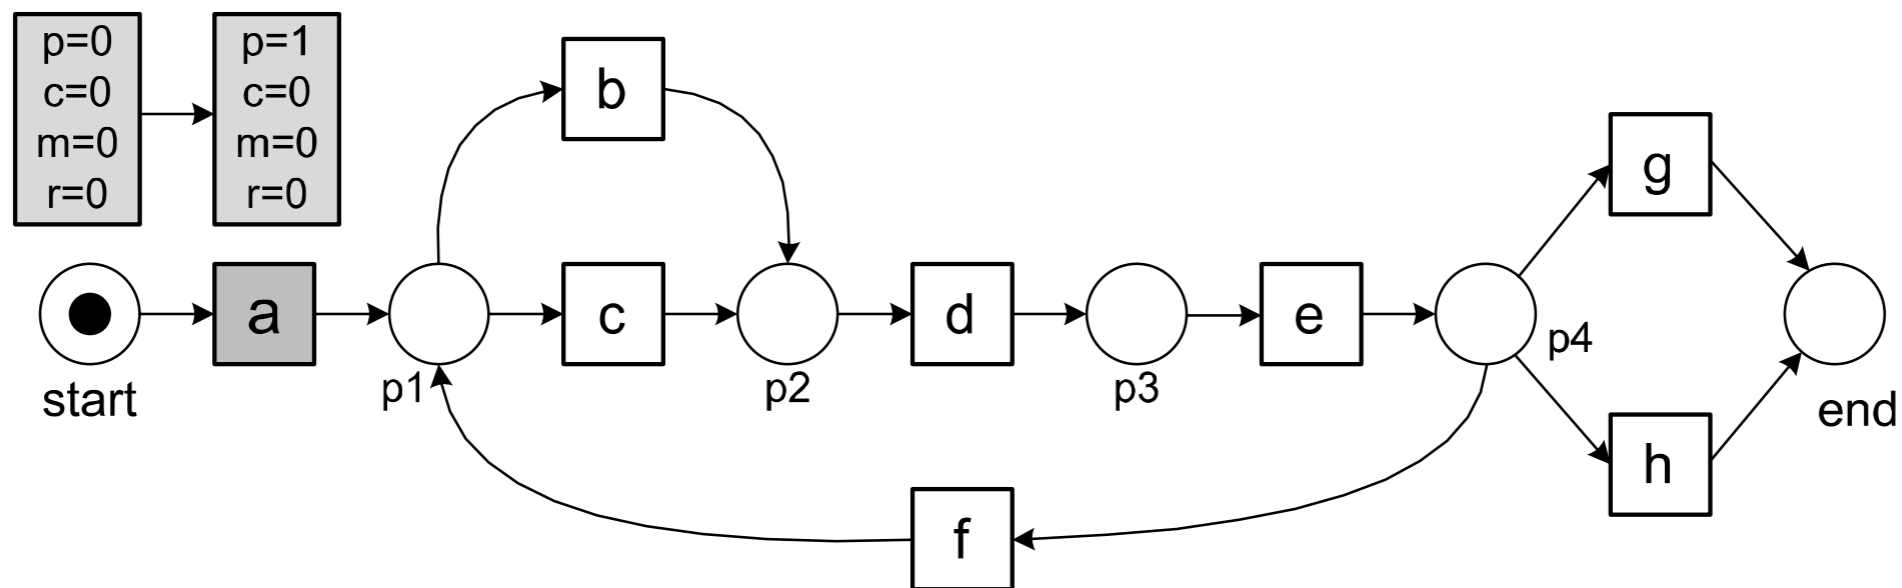 p=0
c=0
m=0
r=0
p=1
c=0
m=0
r=0
b
g
a
c
d
e
start
p1
p2
p3
p4
end
h
f